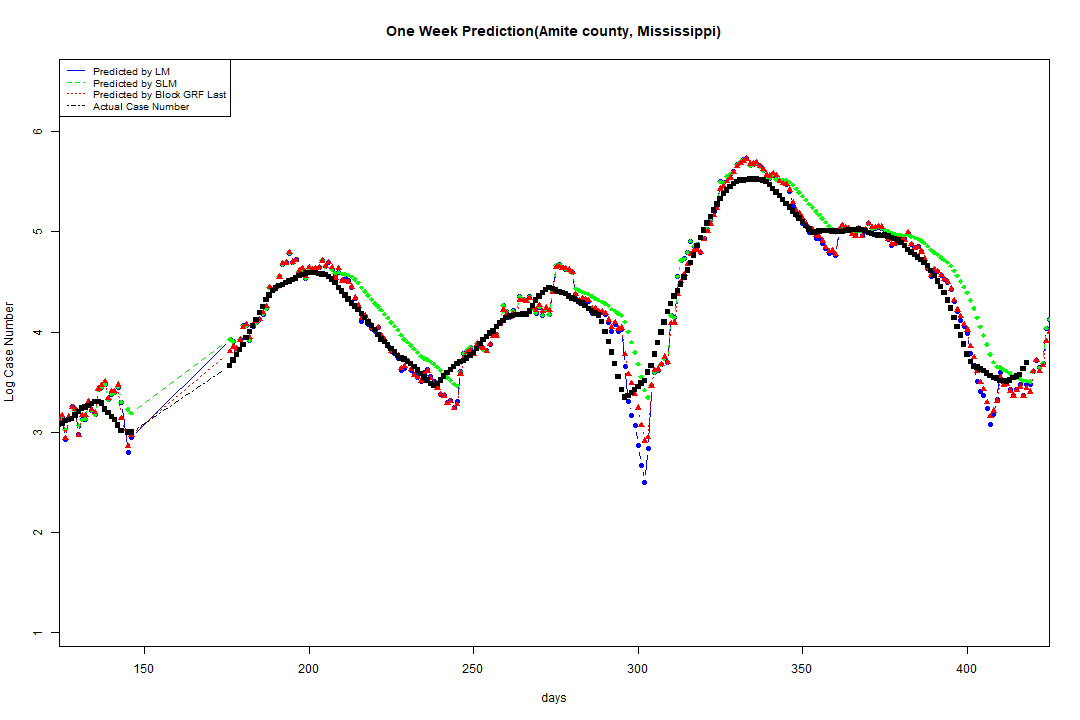 One Week Prediction(Amite county, Mississippi)
Predicted by LM
Predicted by SLM
Predicted by Block GRF Last
Actual Case Number
6
5
4
3
2
1
Log Case Number
150 200 250 300 350 400
days